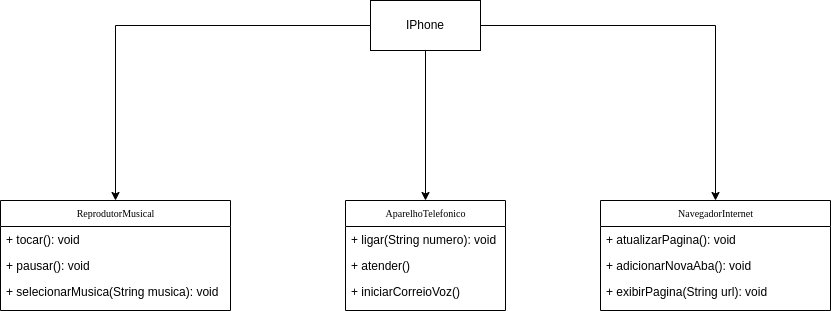 IPhone
ReprodutorMusical
+ tocar(): void
+ pausar(): void
+ selecionarMusica(String musica): void
AparelhoTelefonico
+ ligar(String numero): void
+ atender()
+ iniciarCorreioVoz()
NavegadorInternet
+ atualizarPagina(): void
+ adicionarNovaAba(): void
+ exibirPagina(String url): void